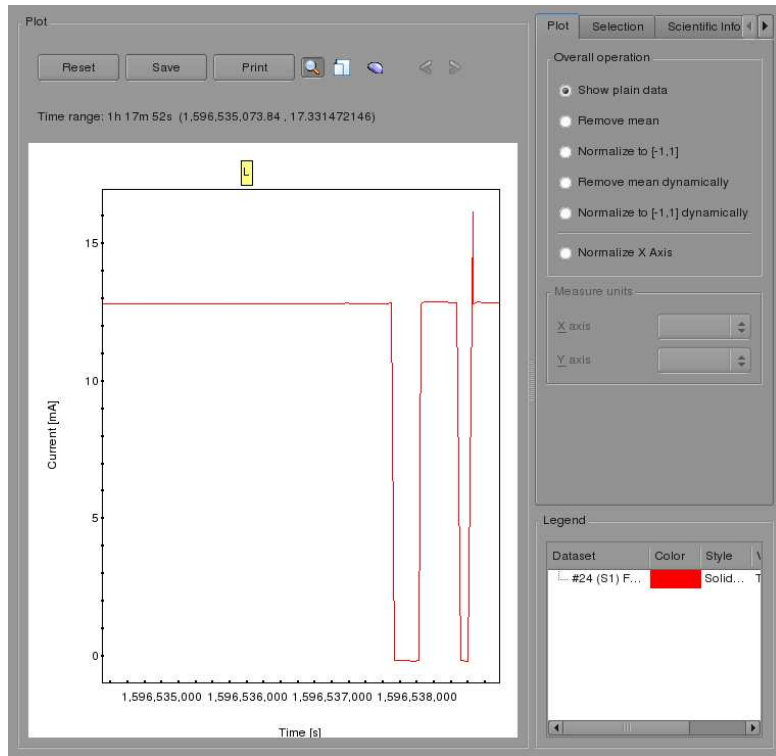 Plot
Reset Save Print
Time range: 1h 17m 52s (1,596,535,073.84 , 17.331472146)
L
15
10
5
0
Current [mA]
1,596,535,000 1,596,536,000 1,596,537,000 1,596,538,000
Time [s]
Plot Selection Scientific Info
Overall operation
Show plain data
Remove mean
Normalize to [-1,1]
Remove mean dynamically
Normalize to [-1,1] dynamically
Normalize X Axis
Measure units
X axis
Y axis
Legend
Dataset Color Style V
#24 (S1) F... Solid... T